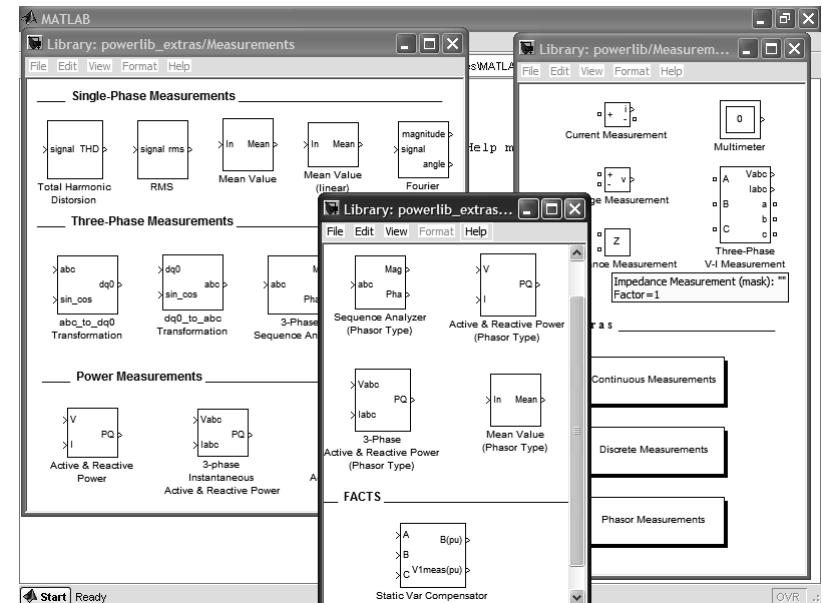 MATLAB
Library: powerlib_extras/Measurements
File Edit View Format Help
Single-Phase Measurements
signal THD
Total Harmonic
Distorsion
signal rms
RMS
In Mean
Mean Value
In Mean
Mean Value
(linear)
magnitude
signal
angle
Fourier
Three-Phase Measurements
abc
dq0
sin_cos
abc_to_dq0
Transformation
dq0
abc
sin_cos
dq0_to_abc
Transformation
abc
M
Pha
3-Phase
Sequence An
Power Measurements
V
PQ
I
Active & Reactive
Power
Vabc
PQ
Iabc
3-phase
Instantaneous
Active & Reactive Power
A
s\MATLA
Help m
Library: powerlib_extras...
File Edit View Format Help
Mag
abc
Pha
Sequence Analyzer
(Phasor Type)
V
PQ
I
Active & Reactive Power
(Phasor Type)
Vabc
PQ
Iabc
3-Phase
Active & Reactive Power
(Phasor Type)
In Mean
Mean Value
(Phasor Type)
FACTS
A
B
C
B(pu)
V1meas(pu)
Static Var Compensator
Library: powerlib/Measurem...
File Edit View Format Help
+ i
-
Current Measurement
0
Multimeter
+ v
-
ge Measurement
A
B
C
Vabc
Iabc
a
b
c
Three-Phase
V-I Measurement
Z
nce Measurement
Impedance Measurement (mask): ""
Factor=1
ras
Continuous Measurements
Discrete Measurements
Phasor Measurements
Start Ready
OVR